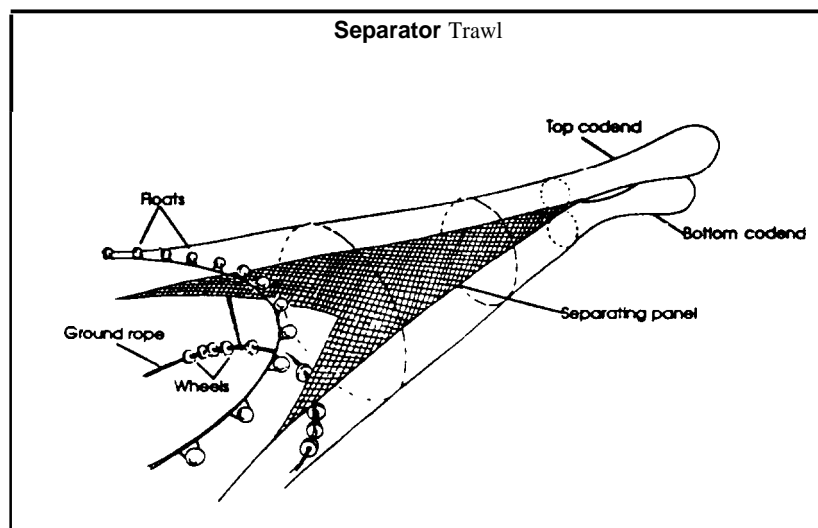 Separator Trawl
Top codend
Floats
Bottom codend
Separating panel
Ground rope
Wheels